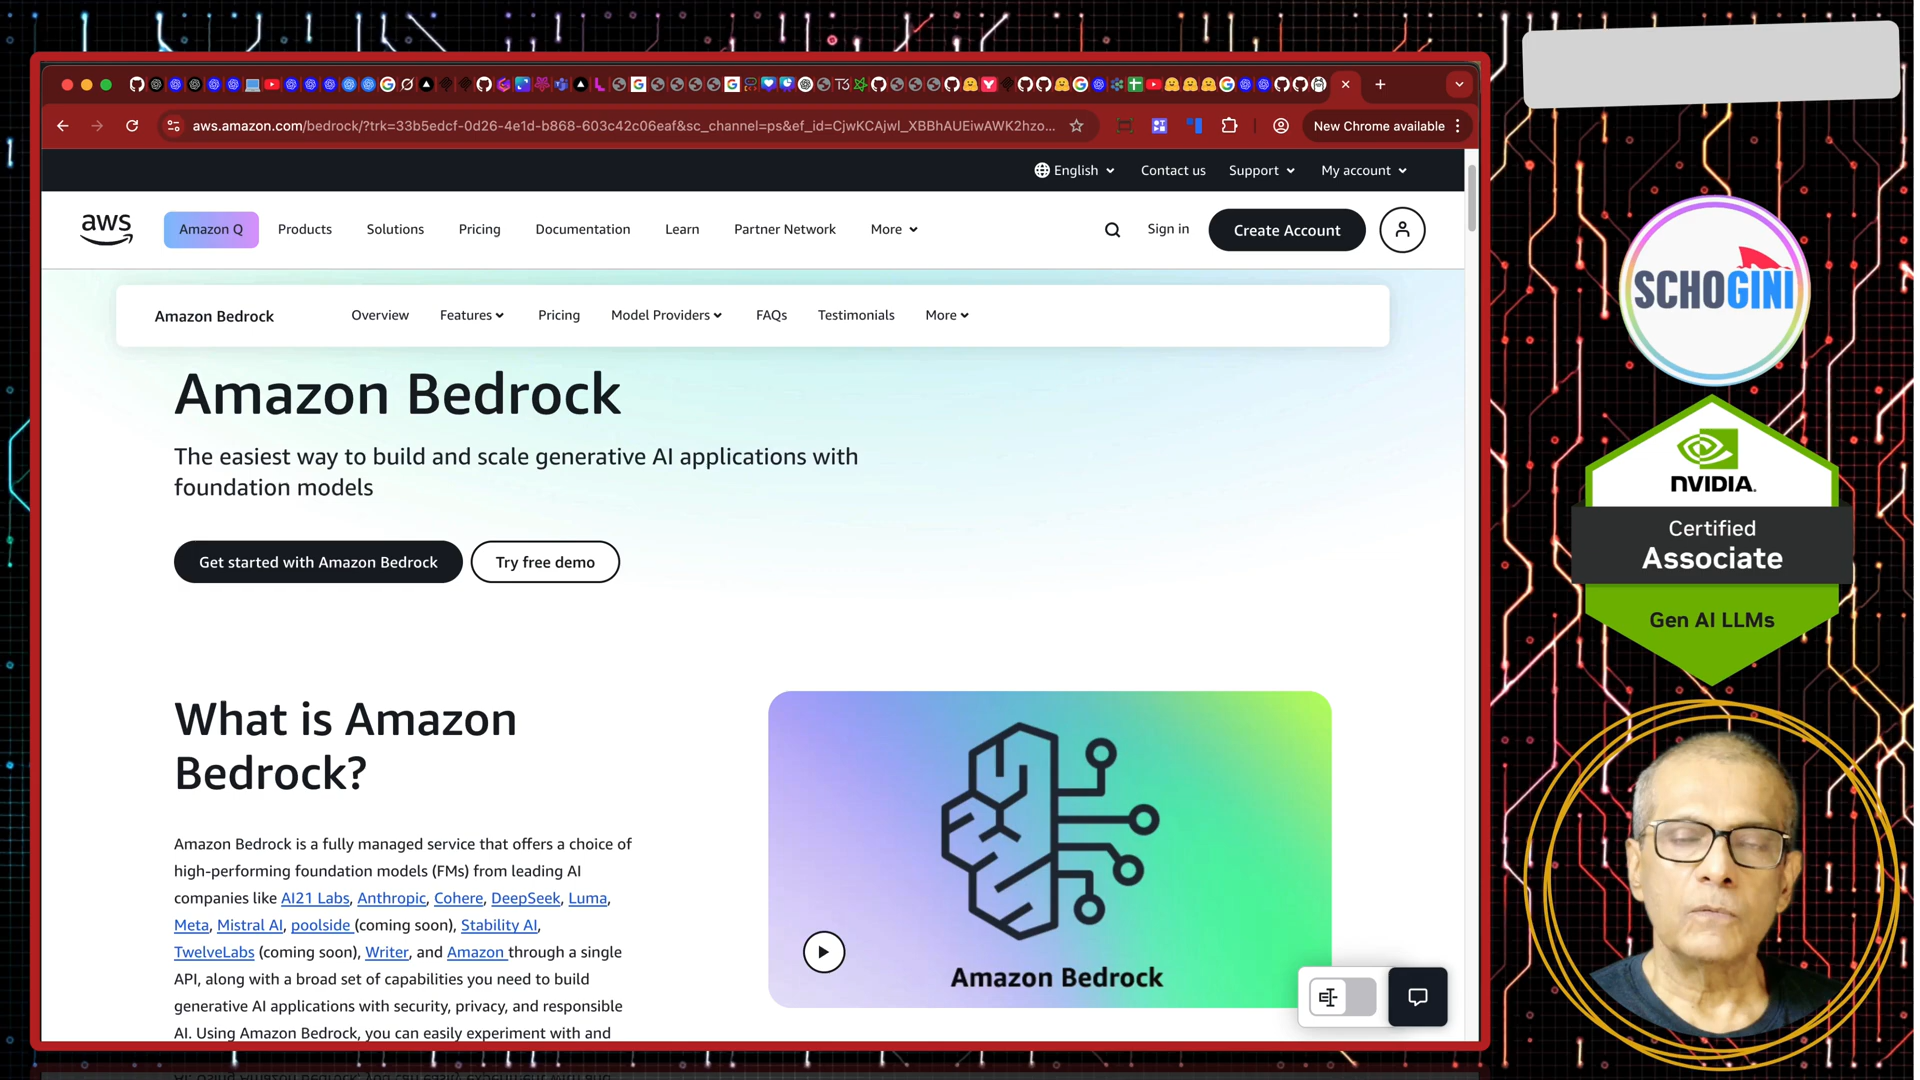 aws.amazon.com/bedrock/?trk=33b5edcf-0d26-4e1d-b868-603c42c06eaf&sc_channel=ps&ef_id=CjwKCAjwl_XBBhAUEiwAWK2hzo...
New Chrome available
English
Contact us
Support
My account
aws
Amazon Q
Products
Solutions
Pricing
Documentation
Learn
Partner Network
More
Sign in
Create Account
Amazon Bedrock
Overview
Features
Pricing
Model Providers
FAQs
Testimonials
More
Amazon Bedrock
The easiest way to build and scale generative AI applications with
foundation models
Get started with Amazon Bedrock
Try free demo
What is Amazon
Bedrock?
Amazon Bedrock is a fully managed service that offers a choice of
high-performing foundation models (FMs) from leading AI
companies like AI21 Labs, Anthropic, Cohere, DeepSeek, Luma,
Meta, Mistral AI, poolside (coming soon), Stability AI,
TwelveLabs (coming soon), Writer, and Amazon through a single
API, along with a broad set of capabilities you need to build
generative AI applications with security, privacy, and responsible
AI. Using Amazon Bedrock, you can easily experiment with and
Amazon Bedrock
SCHOGINI
NVIDIA.
Certified
Associate
Gen AI LLMs